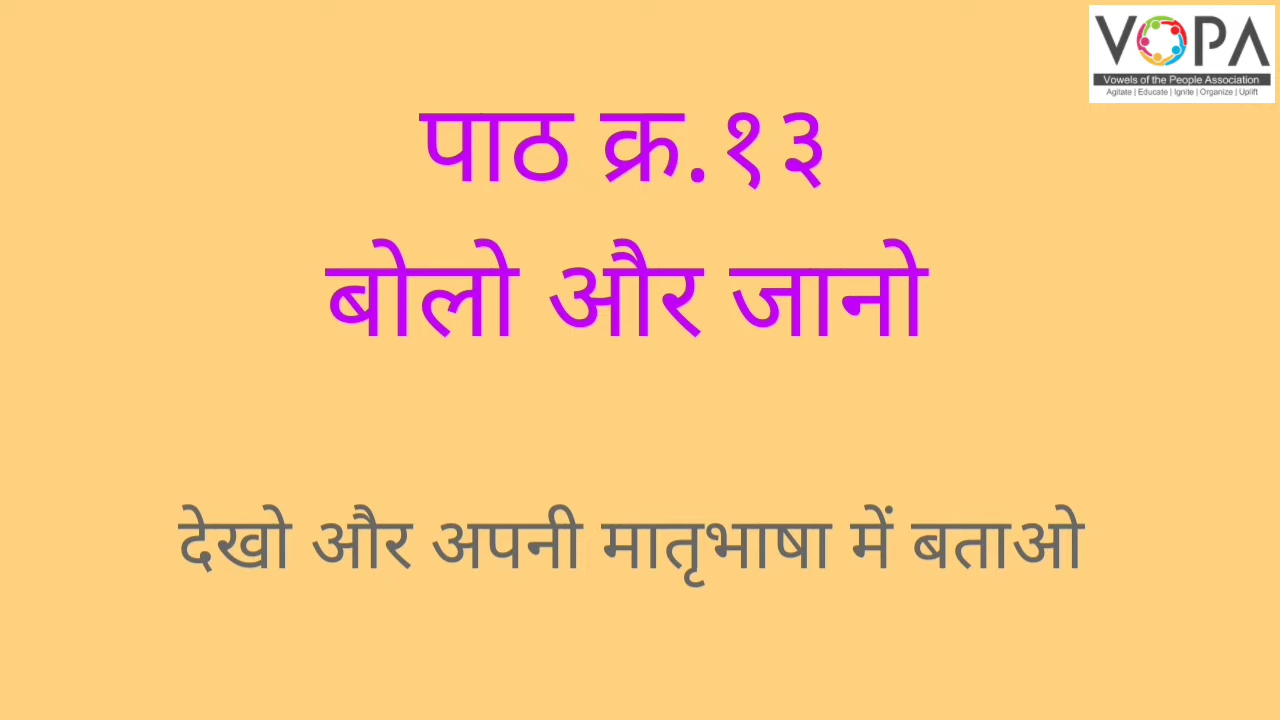 VOPA
Vowels of the People Association
Agitate | Educate | Ignite | Organize | Uplift
पाठ क्र.१३
बोलो और जानो
देखो और अपनी मातृभाषा में बताओ